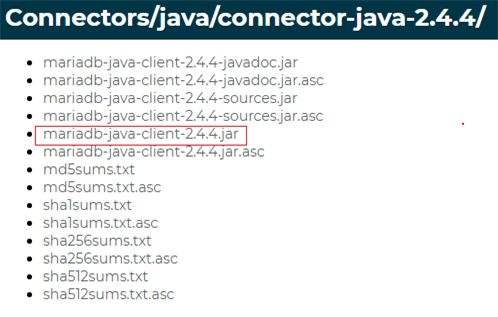 Connectors/java/connector-java-2.4.4/
mariadb-java-client-2.4.4-javadoc.jar
mariadb-java-client-2.4.4-javadoc.jar.asc
mariadb-java-client-2.4.4-sources.jar
mariadb-java-client-2.4.4-sources.jar.asc
mariadb-java-client-2.4.4.jar
mariadb-java-client-2.4.4.jar.asc
md5sums.txt
md5sums.txt.asc
sha1sums.txt
sha1sums.txt.asc
sha256sums.txt
sha256sums.txt.asc
sha512sums.txt
sha512sums.txt.asc